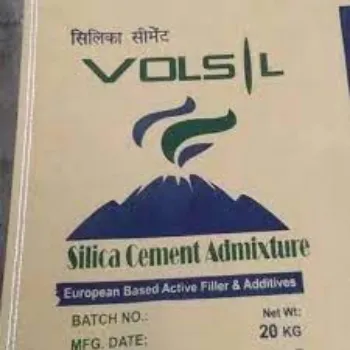 सिलिका सीमेंट
VOLSIL
Silica Cement Admixture
European Based Active Filler & Additives
BATCH NO.:
Net Wt:
MFG. DATE:
20 KG